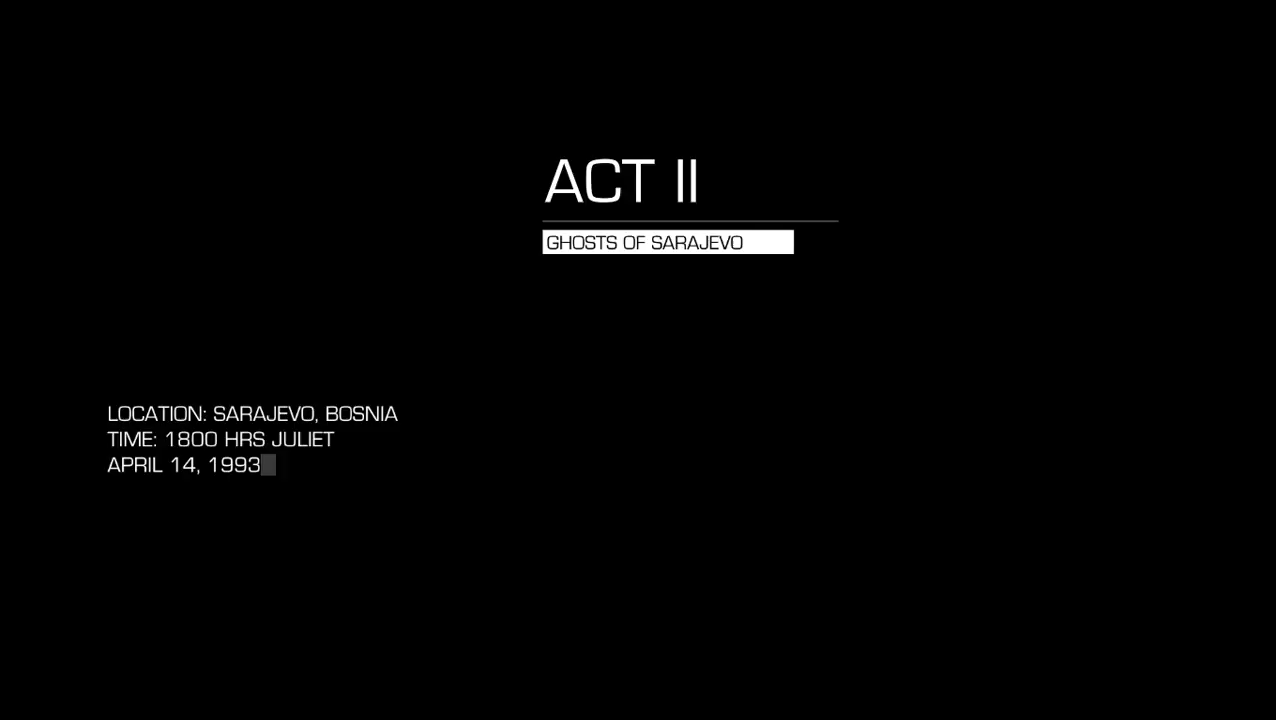 ACT II
GHOSTS OF SARAJEVO
LOCATION: SARAJEVO, BOSNIA
TIME: 1800 HRS JULIET
APRIL 14, 1993